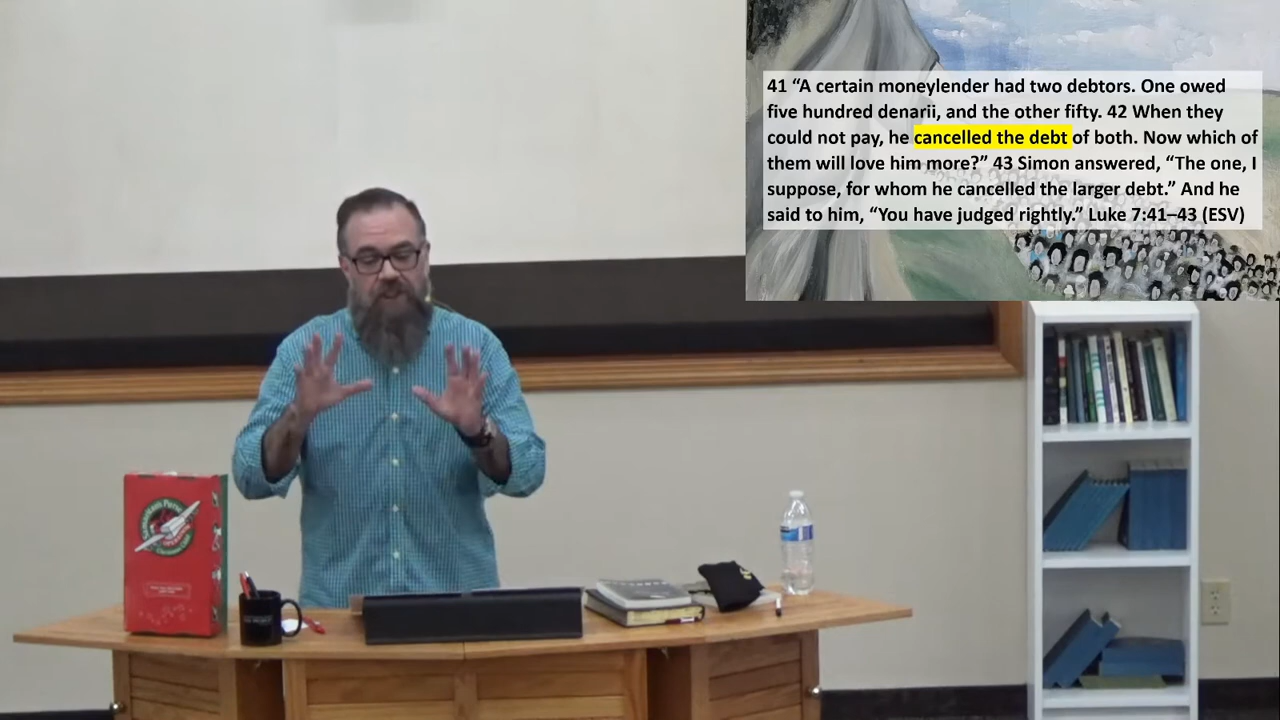 41 “A certain moneylender had two debtors. One owed
five hundred denarii, and the other fifty. 42 When they
could not pay, he cancelled the debt of both. Now which of
them will love him more?” 43 Simon answered, “The one, I
suppose, for whom he cancelled the larger debt.” And he
said to him, “You have judged rightly.” Luke 7:41–43 (ESV)